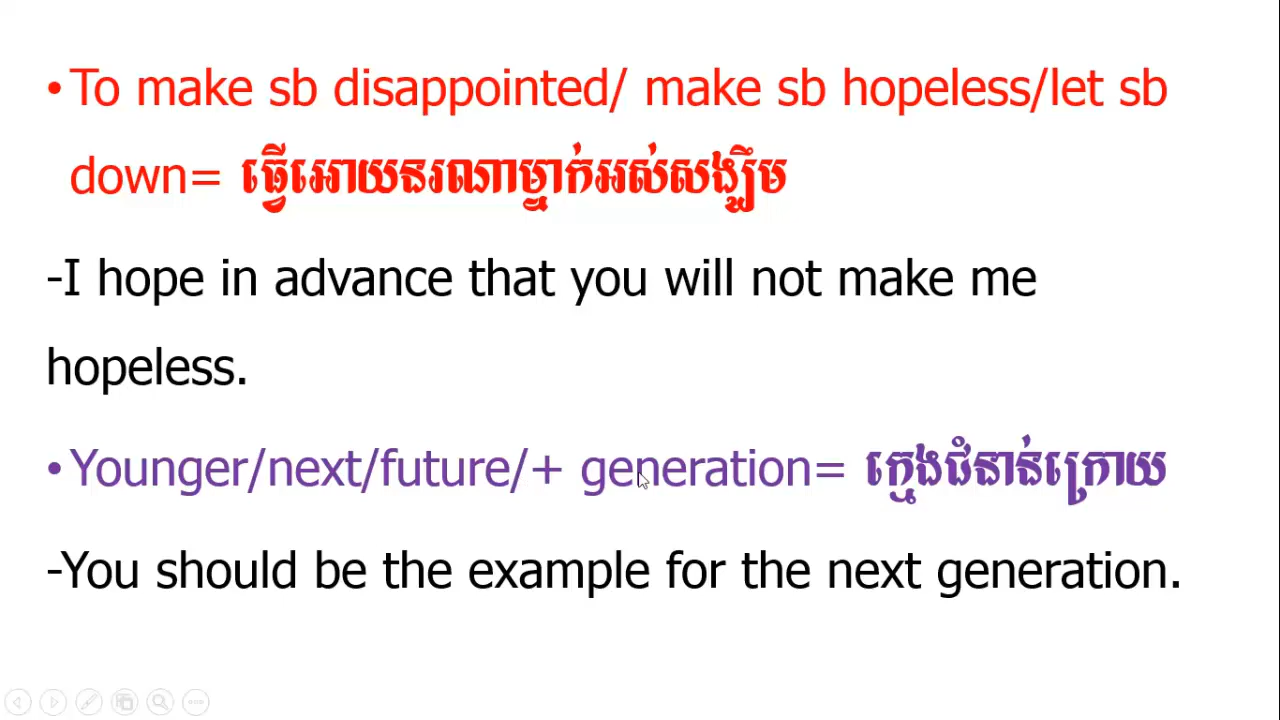 •To make sb disappointed/ make sb hopeless/let sb
down= ធ្វើអោយនរណាម្នាក់អស់សង្ឃឹម
-I hope in advance that you will not make me
hopeless.
•Younger/next/future/+ generation= ក្មេងជំនាន់ក្រោយ
-You should be the example for the next generation.